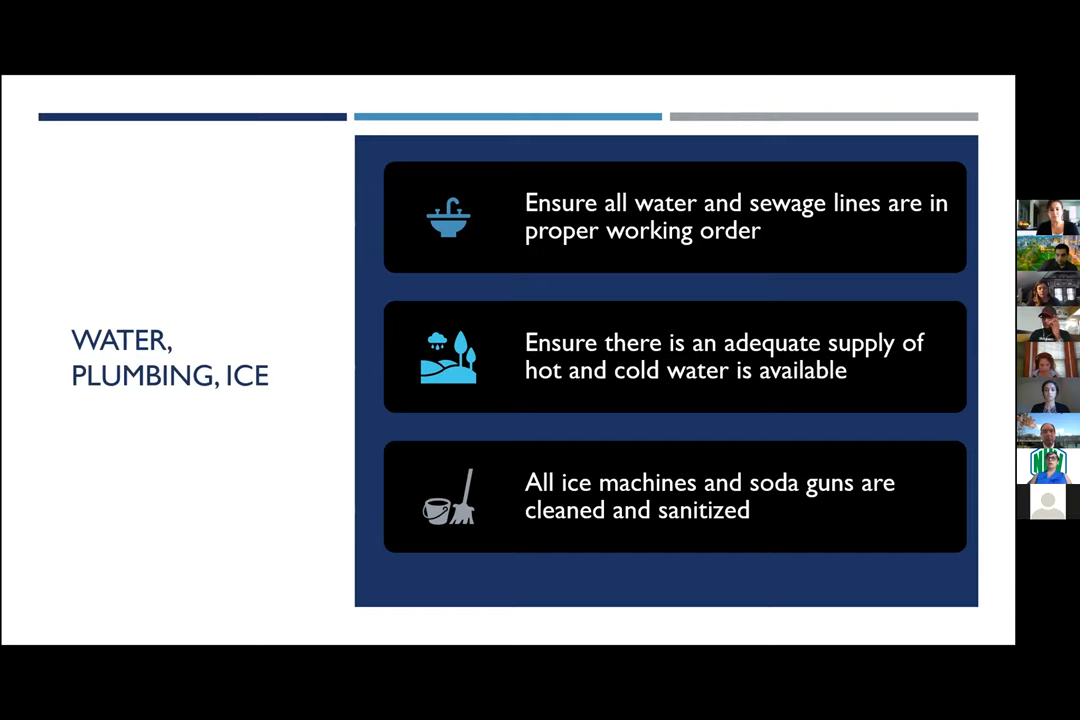 WATER,
PLUMBING, ICE
Ensure all water and sewage lines are in
proper working order
Ensure there is an adequate supply of
hot and cold water is available
All ice machines and soda guns are
cleaned and sanitized